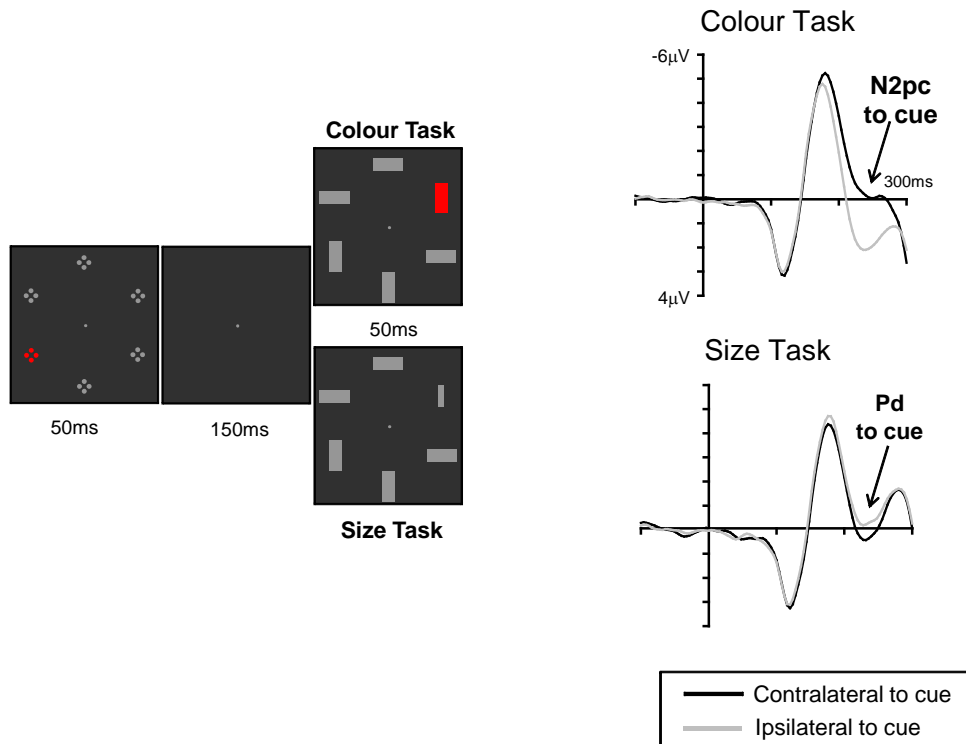 Colour Task
50ms
150ms
50ms
Size Task
Colour Task
-6μV
N2pc
to cue
300ms
4μV
Size Task
Pd
to cue
Contralateral to cue
Ipsilateral to cue